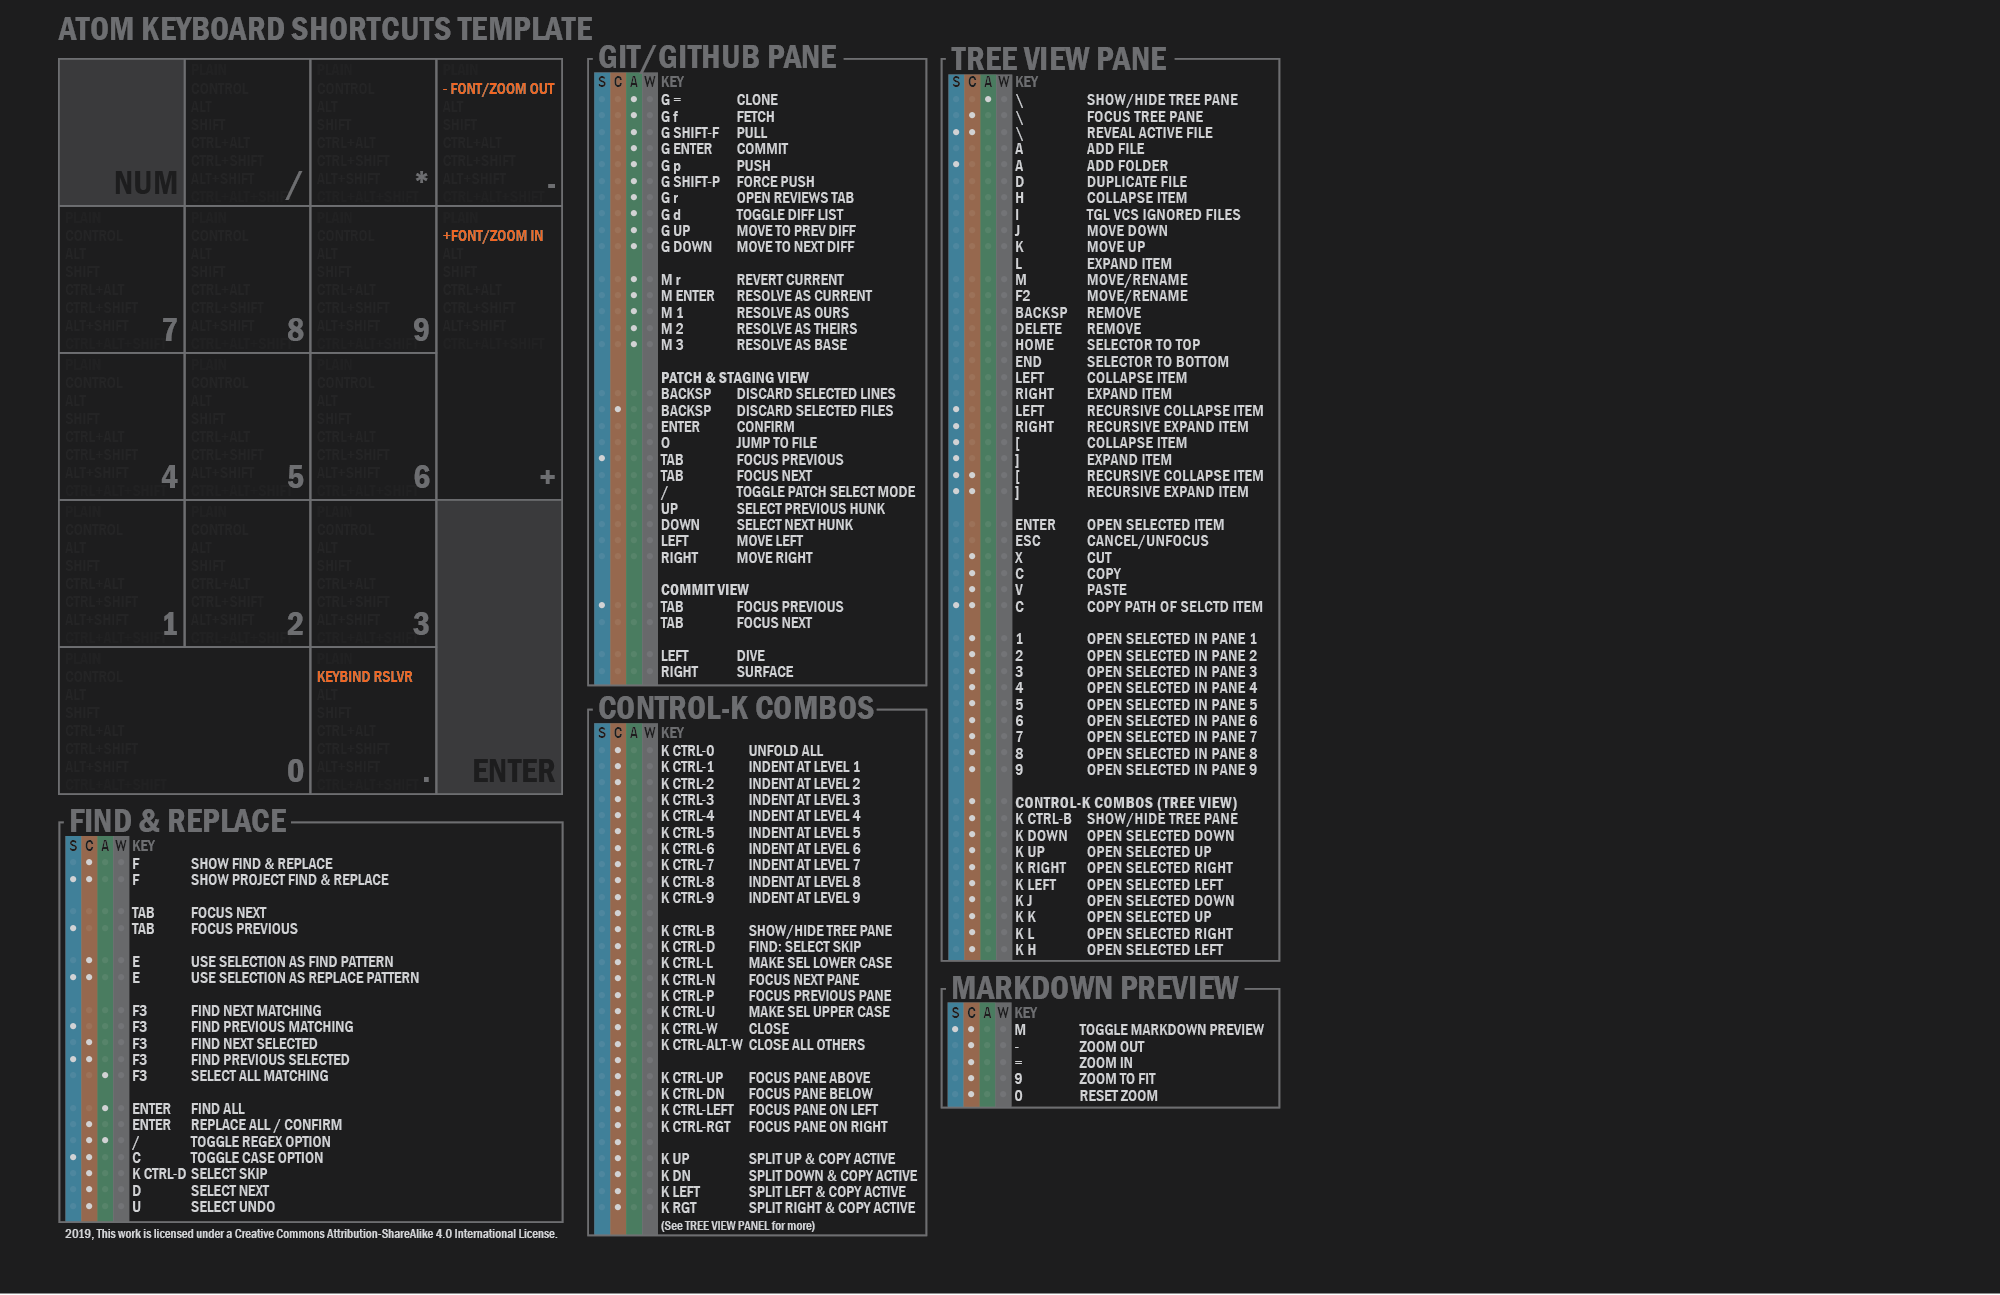 ATOM KEYBOARD SHORTCUTS TEMPLATE
NUM
PLAIN
CONTROL
ALT
SHIFT
CTRL+ALT
CTRL+SHIFT
ALT+SHIFT
/
PLAIN
CONTROL
ALT
SHIFT
CTRL+ALT
CTRL+SHIFT
ALT+SHIFT
CTRL+ALT+SHIFT
*
PLAIN
- FONT/ZOOM OUT
ALT
SHIFT
CTRL+ALT
CTRL+SHIFT
ALT+SHIFT
CTRL+ALT+SHIFT
-
PLAIN
CONTROL
ALT
SHIFT
CTRL+ALT
CTRL+SHIFT
ALT+SHIFT
7
PLAIN
CONTROL
ALT
SHIFT
CTRL+ALT
CTRL+SHIFT
ALT+SHIFT
8
PLAIN
CONTROL
ALT
SHIFT
CTRL+ALT
CTRL+SHIFT
ALT+SHIFT
9
PLAIN
+FONT/ZOOM IN
ALT
SHIFT
CTRL+ALT
CTRL+SHIFT
ALT+SHIFT
CTRL+ALT+SHIFT
+
PLAIN
CONTROL
ALT
SHIFT
CTRL+ALT
CTRL+SHIFT
ALT+SHIFT
4
PLAIN
CONTROL
ALT
SHIFT
CTRL+ALT
CTRL+SHIFT
ALT+SHIFT
5
PLAIN
CONTROL
ALT
SHIFT
CTRL+ALT
CTRL+SHIFT
ALT+SHIFT
6
PLAIN
CONTROL
ALT
SHIFT
CTRL+ALT
CTRL+SHIFT
ALT+SHIFT
1
PLAIN
CONTROL
ALT
SHIFT
CTRL+ALT
CTRL+SHIFT
ALT+SHIFT
2
PLAIN
CONTROL
ALT
SHIFT
CTRL+ALT
CTRL+SHIFT
ALT+SHIFT
3
PLAIN
CONTROL
ALT
SHIFT
CTRL+ALT
CTRL+SHIFT
ALT+SHIFT
CTRL+ALT+SHIFT
0
PLAIN
KEYBIND RSLVR
ALT
SHIFT
CTRL+ALT
CTRL+SHIFT
ALT+SHIFT
CTRL+ALT+SHIFT
.
ENTER
FIND & REPLACE
S C A W KEY
F SHOW FIND & REPLACE
F SHOW PROJECT FIND & REPLACE
TAB FOCUS NEXT
TAB FOCUS PREVIOUS
E USE SELECTION AS FIND PATTERN
E USE SELECTION AS REPLACE PATTERN
F3 FIND NEXT MATCHING
F3 FIND PREVIOUS MATCHING
F3 FIND NEXT SELECTED
F3 FIND PREVIOUS SELECTED
F3 SELECT ALL MATCHING
ENTER FIND ALL
ENTER REPLACE ALL / CONFIRM
/ TOGGLE REGEX OPTION
C TOGGLE CASE OPTION
K CTRL-D SELECT SKIP
D SELECT NEXT
U SELECT UNDO
2019, This work is licensed under a Creative Commons Attribution-ShareAlike 4.0 International License.
GIT/GITHUB PANE
S C A W KEY
G = CLONE
G f FETCH
G SHIFT-F PULL
G ENTER COMMIT
G p PUSH
G SHIFT-P FORCE PUSH
G r OPEN REVIEWS TAB
G d TOGGLE DIFF LIST
G UP MOVE TO PREV DIFF
G DOWN MOVE TO NEXT DIFF
M r REVERT CURRENT
M ENTER RESOLVE AS CURRENT
M 1 RESOLVE AS OURS
M 2 RESOLVE AS THEIRS
M 3 RESOLVE AS BASE
PATCH & STAGING VIEW
BACKSP DISCARD SELECTED LINES
BACKSP DISCARD SELECTED FILES
ENTER CONFIRM
O JUMP TO FILE
TAB FOCUS PREVIOUS
TAB FOCUS NEXT
/ TOGGLE PATCH SELECT MODE
UP SELECT PREVIOUS HUNK
DOWN SELECT NEXT HUNK
LEFT MOVE LEFT
RIGHT MOVE RIGHT
COMMIT VIEW
TAB FOCUS PREVIOUS
TAB FOCUS NEXT
LEFT DIVE
RIGHT SURFACE
CONTROL-K COMBOS
S C A W KEY
K CTRL-0 UNFOLD ALL
K CTRL-1 INDENT AT LEVEL 1
K CTRL-2 INDENT AT LEVEL 2
K CTRL-3 INDENT AT LEVEL 3
K CTRL-4 INDENT AT LEVEL 4
K CTRL-5 INDENT AT LEVEL 5
K CTRL-6 INDENT AT LEVEL 6
K CTRL-7 INDENT AT LEVEL 7
K CTRL-8 INDENT AT LEVEL 8
K CTRL-9 INDENT AT LEVEL 9
K CTRL-B SHOW/HIDE TREE PANE
K CTRL-D FIND: SELECT SKIP
K CTRL-L MAKE SEL LOWER CASE
K CTRL-N FOCUS NEXT PANE
K CTRL-P FOCUS PREVIOUS PANE
K CTRL-U MAKE SEL UPPER CASE
K CTRL-W CLOSE
K CTRL-ALT-W CLOSE ALL OTHERS
K CTRL-UP FOCUS PANE ABOVE
K CTRL-DN FOCUS PANE BELOW
K CTRL-LEFT FOCUS PANE ON LEFT
K CTRL-RGT FOCUS PANE ON RIGHT
K UP SPLIT UP & COPY ACTIVE
K DN SPLIT DOWN & COPY ACTIVE
K LEFT SPLIT LEFT & COPY ACTIVE
K RGT SPLIT RIGHT & COPY ACTIVE
(See TREE VIEW PANEL for more)
TREE VIEW PANE
S C A W KEY
\ SHOW/HIDE TREE PANE
\ FOCUS TREE PANE
\ REVEAL ACTIVE FILE
A ADD FILE
A ADD FOLDER
D DUPLICATE FILE
H COLLAPSE ITEM
I TGL VCS IGNORED FILES
J MOVE DOWN
K MOVE UP
L EXPAND ITEM
M MOVE/RENAME
F2 MOVE/RENAME
BACKSP REMOVE
DELETE REMOVE
HOME SELECTOR TO TOP
END SELECTOR TO BOTTOM
LEFT COLLAPSE ITEM
RIGHT EXPAND ITEM
LEFT RECURSIVE COLLAPSE ITEM
RIGHT RECURSIVE EXPAND ITEM
[ COLLAPSE ITEM
] EXPAND ITEM
[ RECURSIVE COLLAPSE ITEM
] RECURSIVE EXPAND ITEM
ENTER OPEN SELECTED ITEM
ESC CANCEL/UNFOCUS
X CUT
C COPY
V PASTE
C COPY PATH OF SELCTD ITEM
1 OPEN SELECTED IN PANE 1
2 OPEN SELECTED IN PANE 2
3 OPEN SELECTED IN PANE 3
4 OPEN SELECTED IN PANE 4
5 OPEN SELECTED IN PANE 5
6 OPEN SELECTED IN PANE 6
7 OPEN SELECTED IN PANE 7
8 OPEN SELECTED IN PANE 8
9 OPEN SELECTED IN PANE 9
CONTROL-K COMBOS (TREE VIEW)
K CTRL-B SHOW/HIDE TREE PANE
K DOWN OPEN SELECTED DOWN
K UP OPEN SELECTED UP
K RIGHT OPEN SELECTED RIGHT
K LEFT OPEN SELECTED LEFT
K J OPEN SELECTED DOWN
K K OPEN SELECTED UP
K L OPEN SELECTED RIGHT
K H OPEN SELECTED LEFT
MARKDOWN PREVIEW
S C A W KEY
M TOGGLE MARKDOWN PREVIEW
- ZOOM OUT
= ZOOM IN
9 ZOOM TO FIT
0 RESET ZOOM